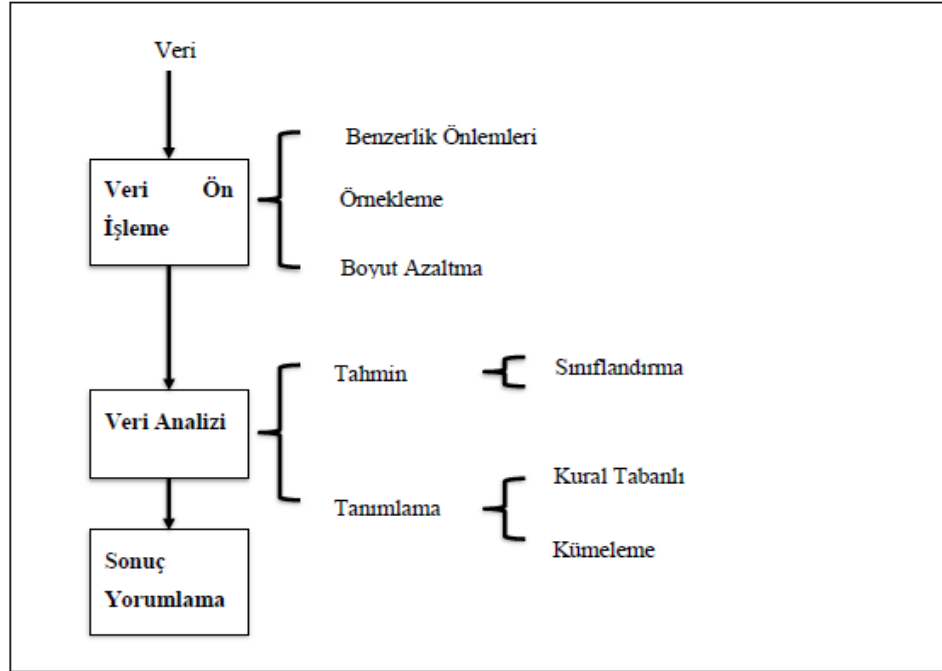 Veri
Benzerlik Önlemleri
Veri Ön
İşleme
Örnekleme
Boyut Azaltma
Tahmin
Sınıflandırma
Veri Analizi
Tanımlama
Kural Tabanlı
Kümeleme
Sonuç
Yorumlama